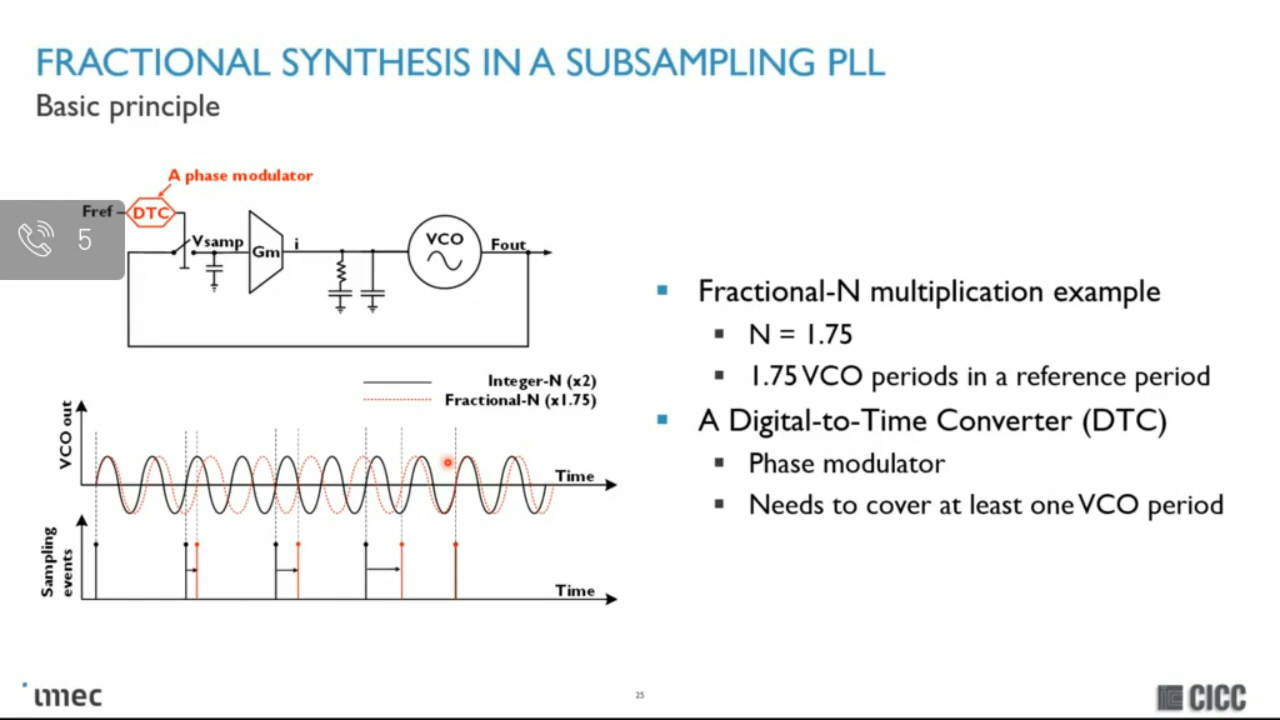 FRACTIONAL SYNTHESIS IN A SUBSAMPLING PLL
Basic principle
A phase modulator
Fref
DTC
5
Vsamp
Gm
i
VCO
Fout
Integer-N (x2)
Fractional-N (x1.75)
VCO out
Time
Sampling
events
Time
Fractional-N multiplication example
N = 1.75
1.75 VCO periods in a reference period
A Digital-to-Time Converter (DTC)
Phase modulator
Needs to cover at least one VCO period
imec
25
CICC